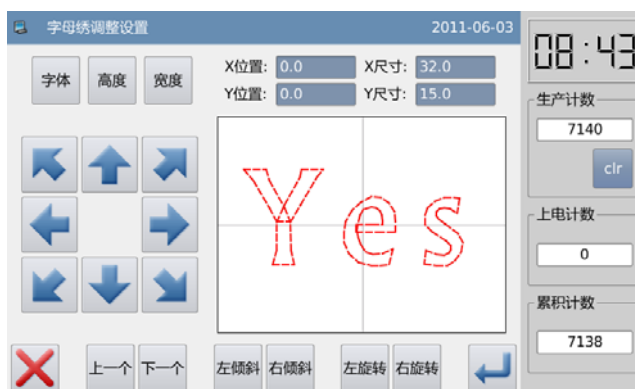 字母绣调整设置 2011-06-03
08:43
字体 高度 宽度
X位置: 0.0 X尺寸: 32.0
Y位置: 0.0 Y尺寸: 15.0
生产计数
7140
clr
Yes
上电计数
0
累积计数
7138
上一个 下一个 左倾斜 右倾斜 左旋转 右旋转